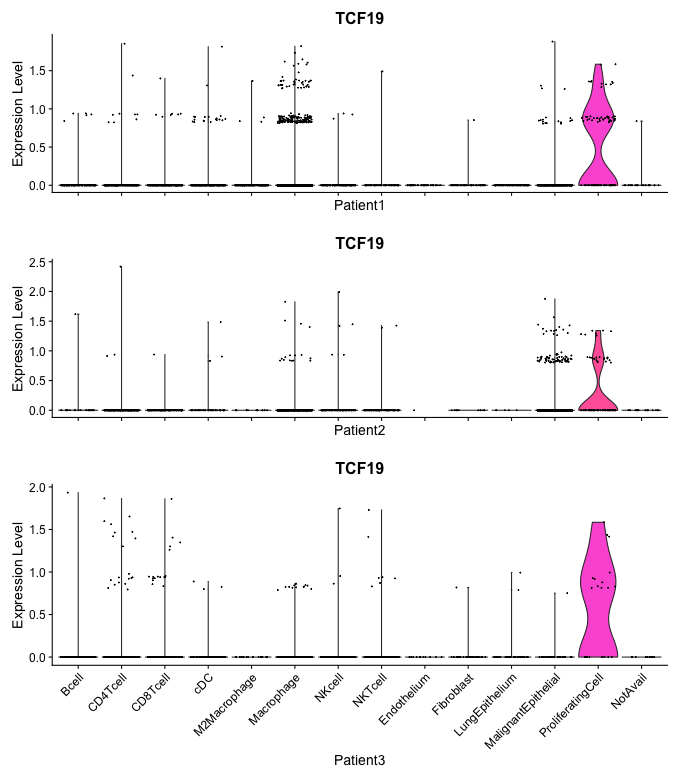 TCF19
Expression Level
1.5
1.0
0.5
0.0
Patient1
TCF19
Expression Level
2.5
2.0
1.5
1.0
0.5
0.0
Patient2
TCF19
Expression Level
2.0
1.5
1.0
0.5
0.0
Bcell
CD4Tcell
CD8Tcell
cDC
M2Macrophage
Macrophage
NKcell
NKTcell
Endothelium
Fibroblast
LungEpithelium
MalignantEpithelial
ProliferatingCell
NotAvail
Patient3